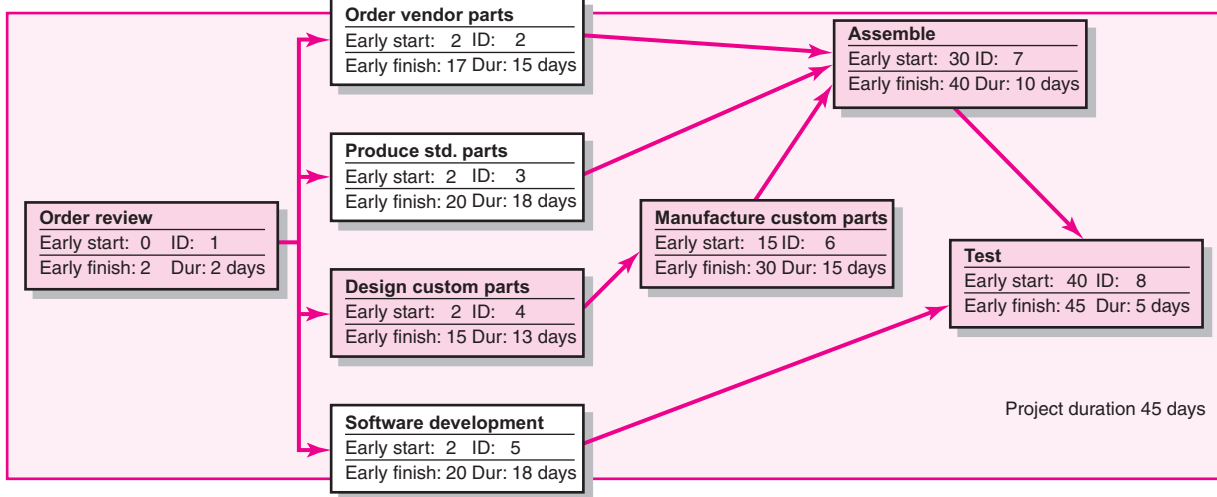 Order vendor parts
Early start: 2 ID: 2
Early finish: 17 Dur: 15 days
Assemble
Early start: 30 ID: 7
Early finish: 40 Dur: 10 days
Produce std. parts
Early start: 2 ID: 3
Early finish: 20 Dur: 18 days
Order review
Early start: 0 ID: 1
Early finish: 2 Dur: 2 days
Manufacture custom parts
Early start: 15 ID: 6
Early finish: 30 Dur: 15 days
Test
Early start: 40 ID: 8
Early finish: 45 Dur: 5 days
Design custom parts
Early start: 2 ID: 4
Early finish: 15 Dur: 13 days
Software development
Early start: 2 ID: 5
Early finish: 20 Dur: 18 days
Project duration 45 days